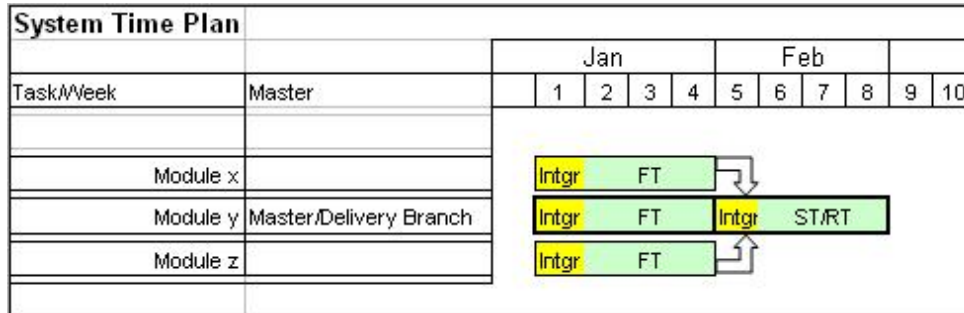 System Time Plan
Jan Feb
Task/Week Master 1 2 3 4 5 6 7 8 9 10
Module x Intgr FT
Module y Master/Delivery Branch Intgr FT Intgr ST/RT
Module z Intgr FT